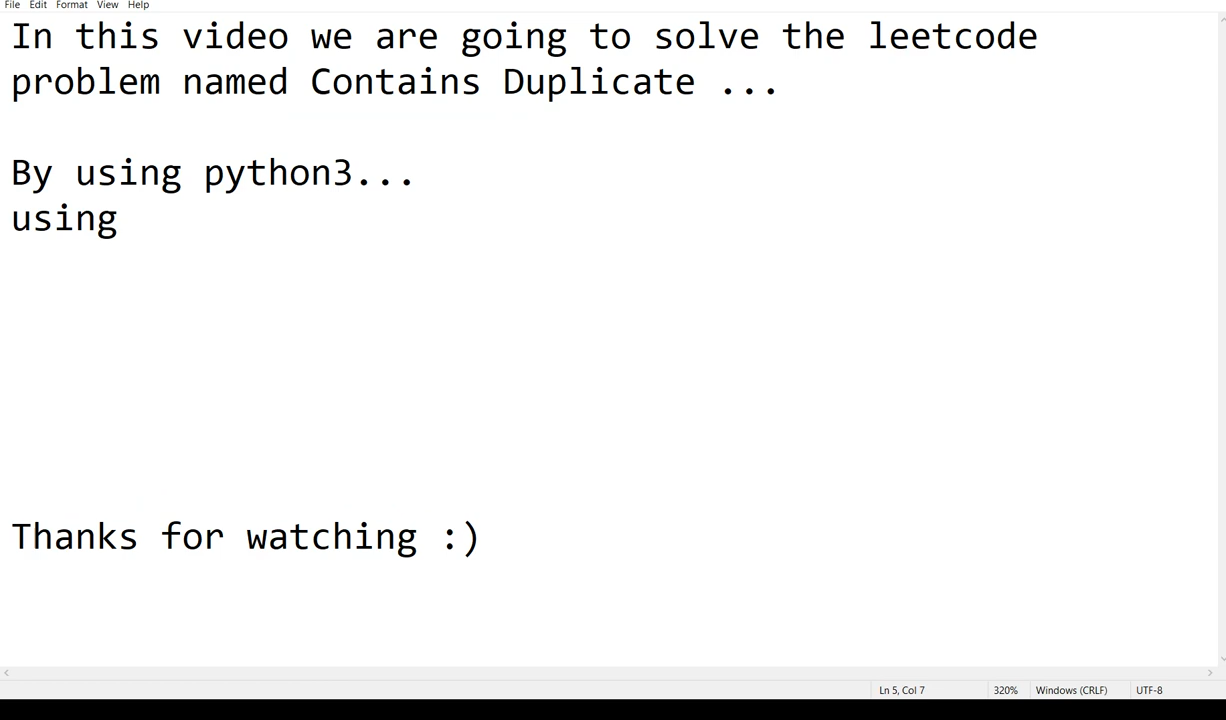 File Edit Format View Help
In this video we are going to solve the leetcode
problem named Contains Duplicate ...
By using python3...
using
Thanks for watching :)
Ln 5, Col 7 320% Windows (CRLF) UTF-8